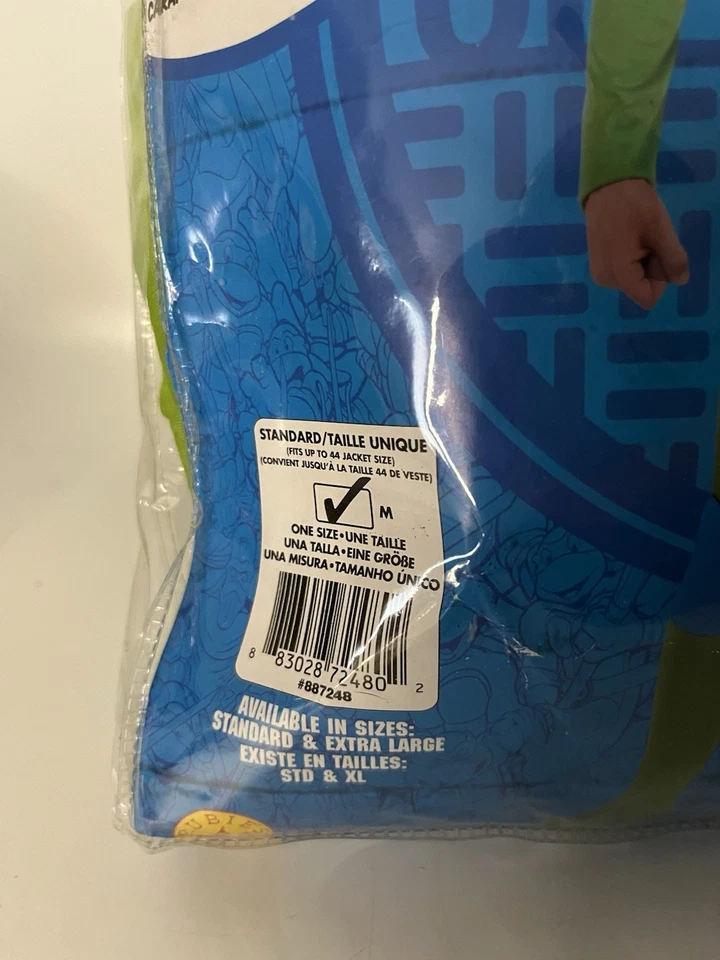 STANDARD/TAILLE UNIQUE
(FITS UP TO 44 JACKET SIZE)
(CONVIENT JUSQU'À LA TAILLE 44 DE VESTE)
M
ONE SIZE•UNE TAILLE
UNA TALLA•EINE GRÖBE
UNA MISURA•TAMANHO ÚNICO
8 83028 72480 2
#887248
AVAILABLE IN SIZES:
STANDARD & EXTRA LARGE
EXISTE EN TAILLES:
STD & XL
RUBIE